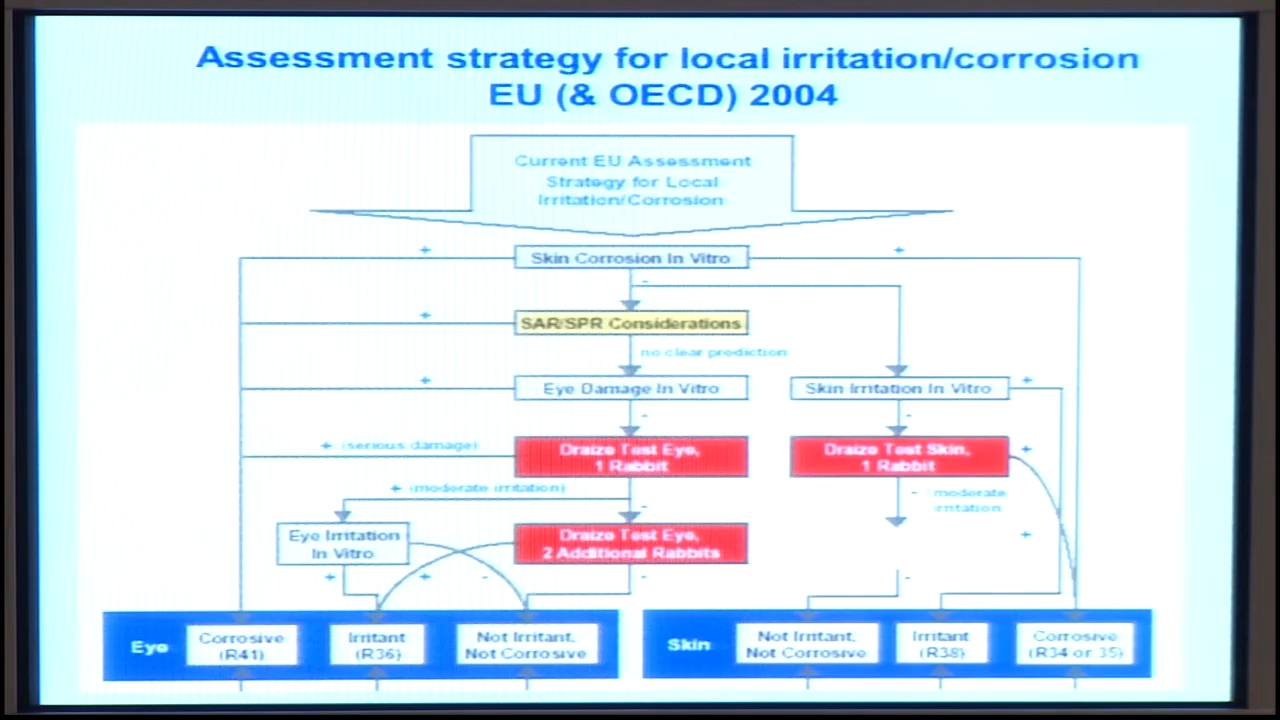 Assessment strategy for local irritation/corrosion
EU (& OECD) 2004
Current EU Assessment
Strategy for Local
Irritation/Corrosion
+
+
Skin Corrosion In Vitro
-
+
SAR/SPR Considerations
no clear prediction
+
Eye Damage In Vitro
Skin Irritation In Vitro
+
-
-
+ (serious damage)
Draize Test Eye,
1 Rabbit
Draize Test Skin,
1 Rabbit
+
+ (moderate irritation)
-
- moderate
irritation
Eye Irritation
In Vitro
Draize Test Eye,
2 Additional Rabbits
+
+
+
-
-
-
Eye
Corrosive
(R41)
Irritant
(R36)
Not Irritant,
Not Corrosive
Skin
Not Irritant,
Not Corrosive
Irritant
(R38)
Corrosive
(R34 or 35)